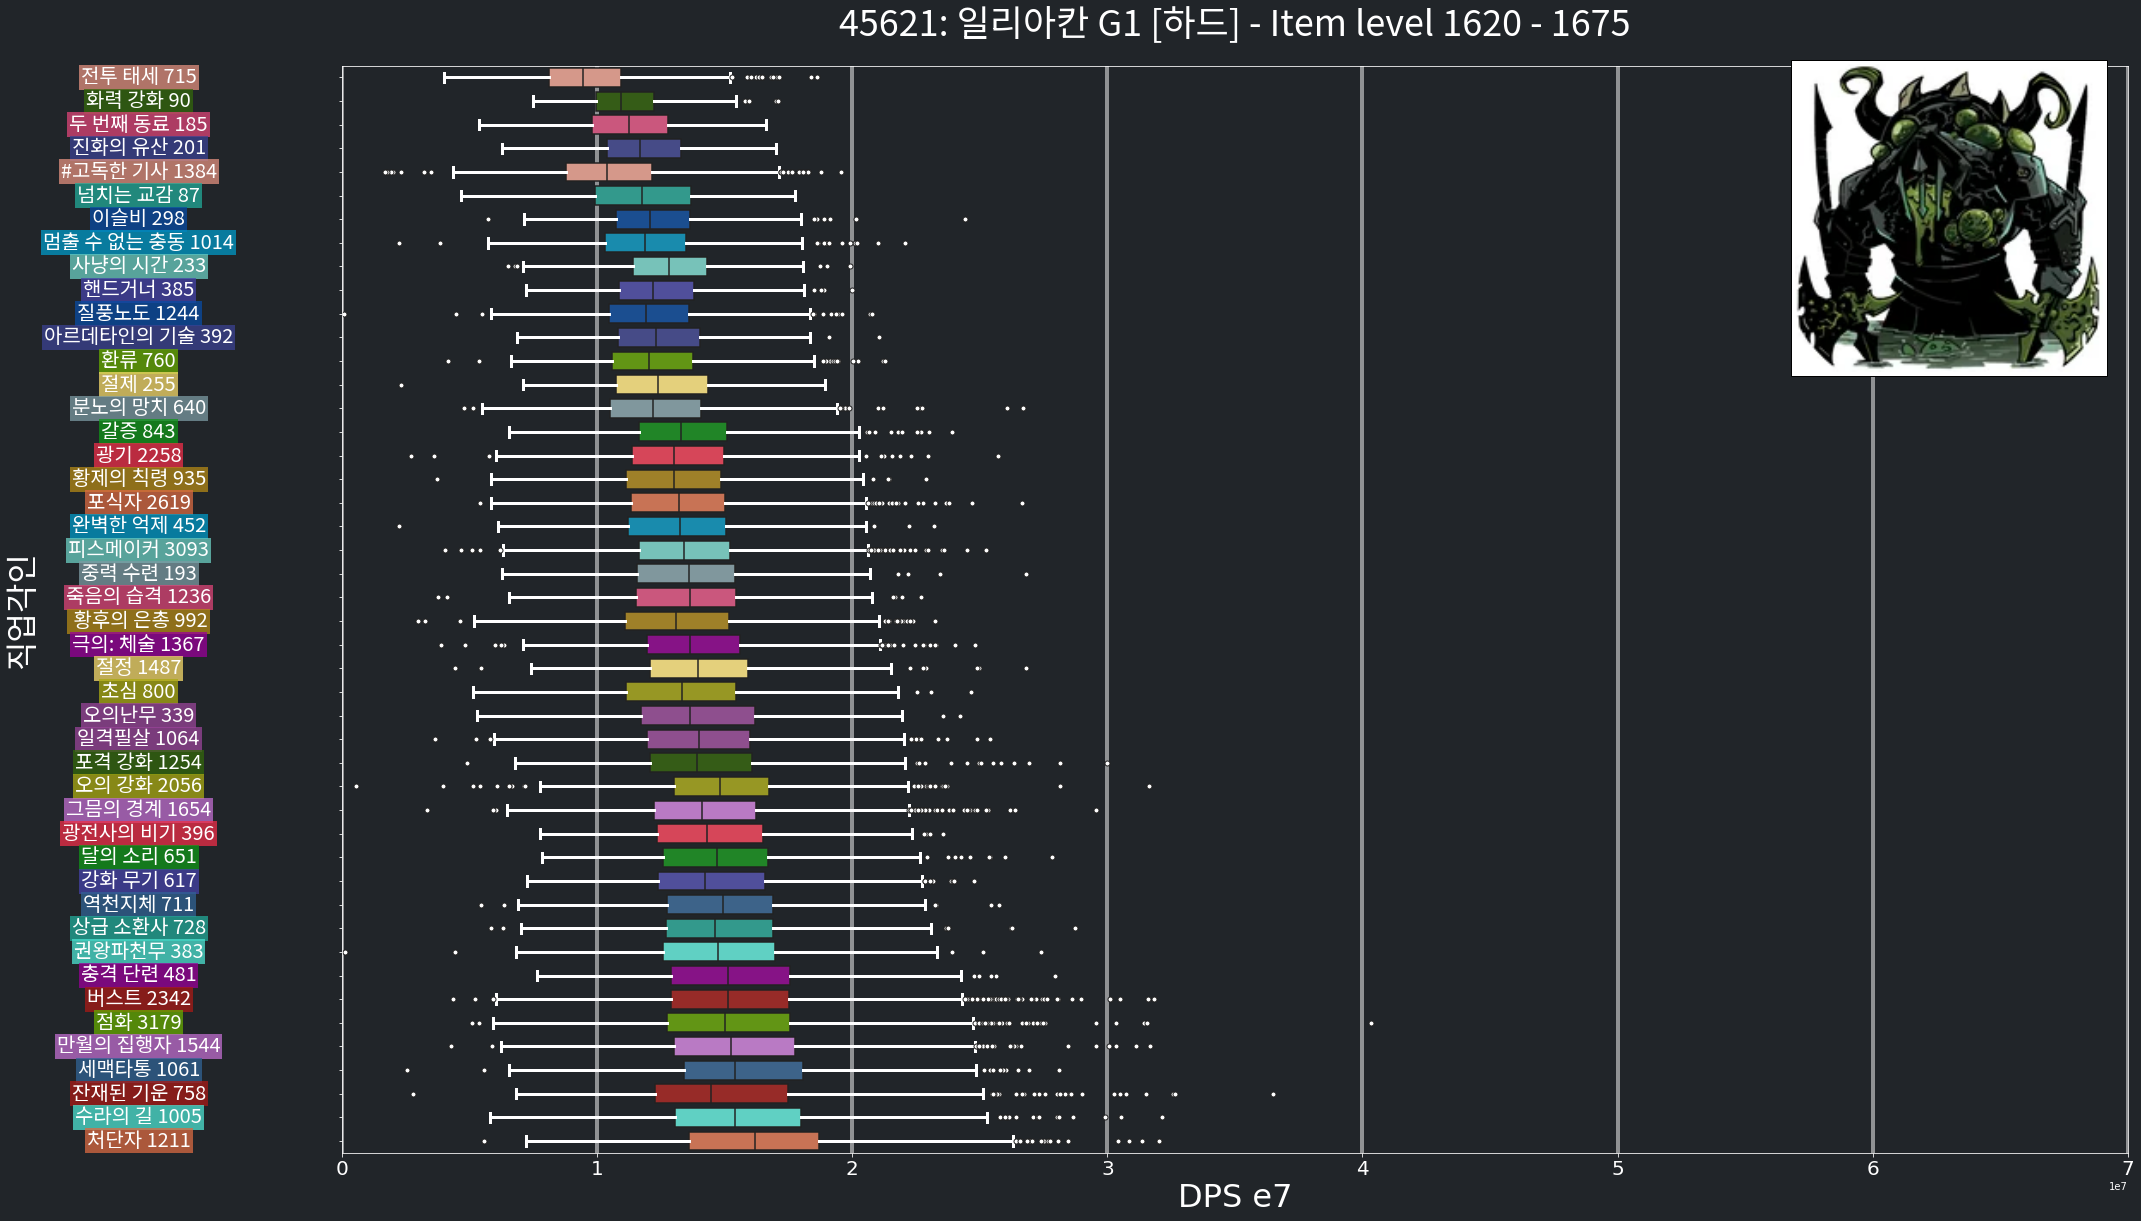 45621: 일리아칸 G1 [하드] - Item level 1620 - 1675
전투 태세 715
화력 강화 90
두 번째 동료 185
진화의 유산 201
#고독한 기사 1384
넘치는 교감 87
이슬비 298
멈출 수 없는 충동 1014
사냥의 시간 233
핸드거너 385
질풍노도 1244
아르데타인의 기술 392
환류 760
절제 255
분노의 망치 640
갈증 843
광기 2258
황제의 칙령 935
포식자 2619
완벽한 억제 452
피스메이커 3093
중력 수련 193
죽음의 습격 1236
황후의 은총 992
극의: 체술 1367
절정 1487
초심 800
오의난무 339
일격필살 1064
포격 강화 1254
오의 강화 2056
그믐의 경계 1654
광전사의 비기 396
달의 소리 651
강화 무기 617
역천지체 711
상급 소환사 728
권왕파천무 383
충격 단련 481
버스트 2342
점화 3179
만월의 집행자 1544
세맥타통 1061
잔재된 기운 758
수라의 길 1005
처단자 1211
직업각인
0 1 2 3 4 5 6 7
DPS e7
1e7